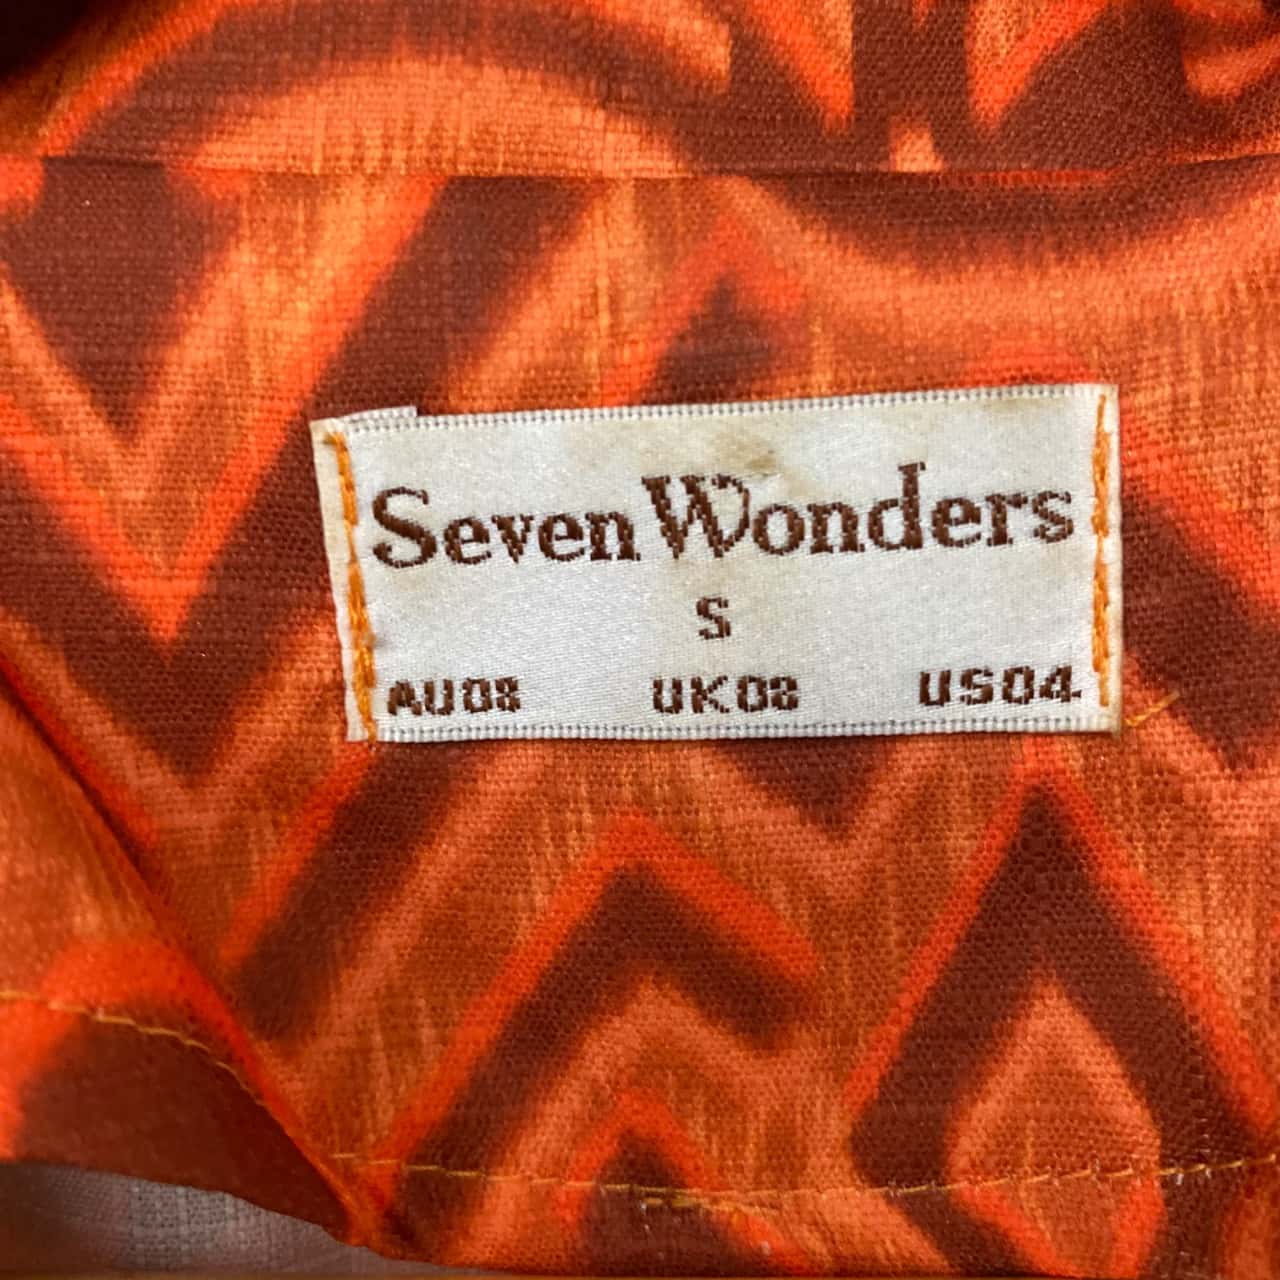 Seven Wonders
S
AU08 UK08 US04